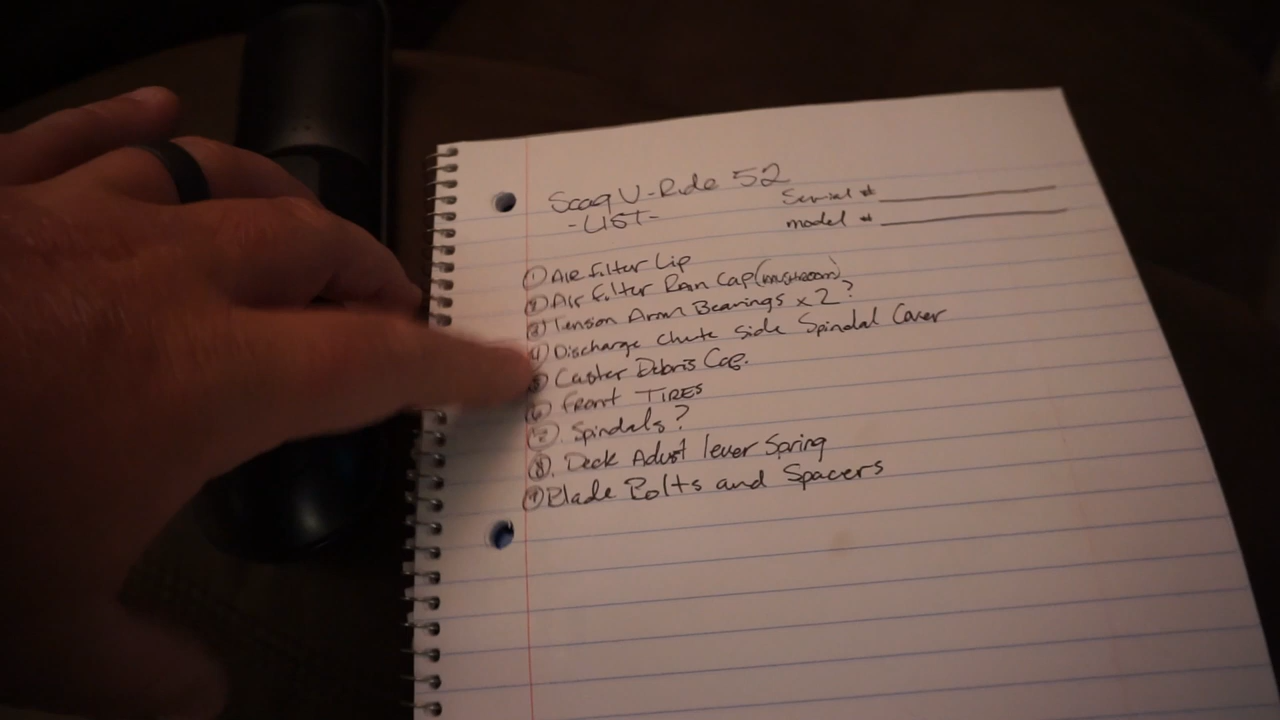 Scag U-Ride 52
-LIST-
Serial #
model #
① Air filter Lip
② Air filter Rain Cap (mushroom)
③ Tension Arm Bearings x 2?
④ Discharge chute side Spindal Cover
⑤ Caster Debris Cap.
⑥ Front TIRES
⑦. Spindals?
⑧. Deck Adust lever Spring
⑨ Blade Bolts and Spacers